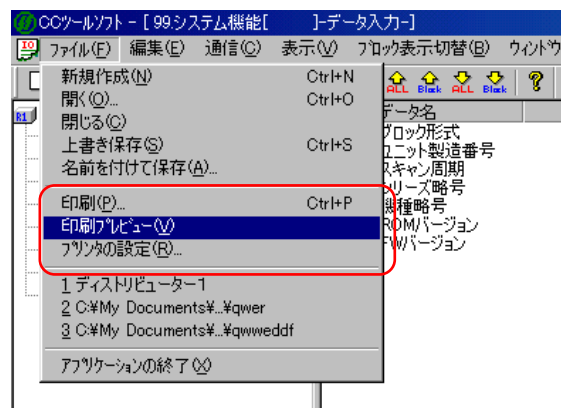 CCツールソフト - [ 99.システム機能[ ]-データ入力-]
ファイル(F) 編集(E) 通信(C) 表示(V) ブロック表示切替(B) ウィンドウ
ALL Block ALL Block ?
新規作成(N) Ctrl+N
開く(O)... Ctrl+O
閉じる(C)
上書き保存(S) Ctrl+S
名前を付けて保存(A)...
印刷(P)... Ctrl+P
印刷プレビュー(V)
プリンタの設定(R)...
1 ディストリビューター1
2 C:¥My Documents¥...¥qwer
3 C:¥My Documents¥...¥qwweddf
アプリケーションの終了(X)
R1
データ名
ブロック形式
ユニット製造番号
スキャン周期
シリーズ略号
機種略号
ROMバージョン
FWバージョン